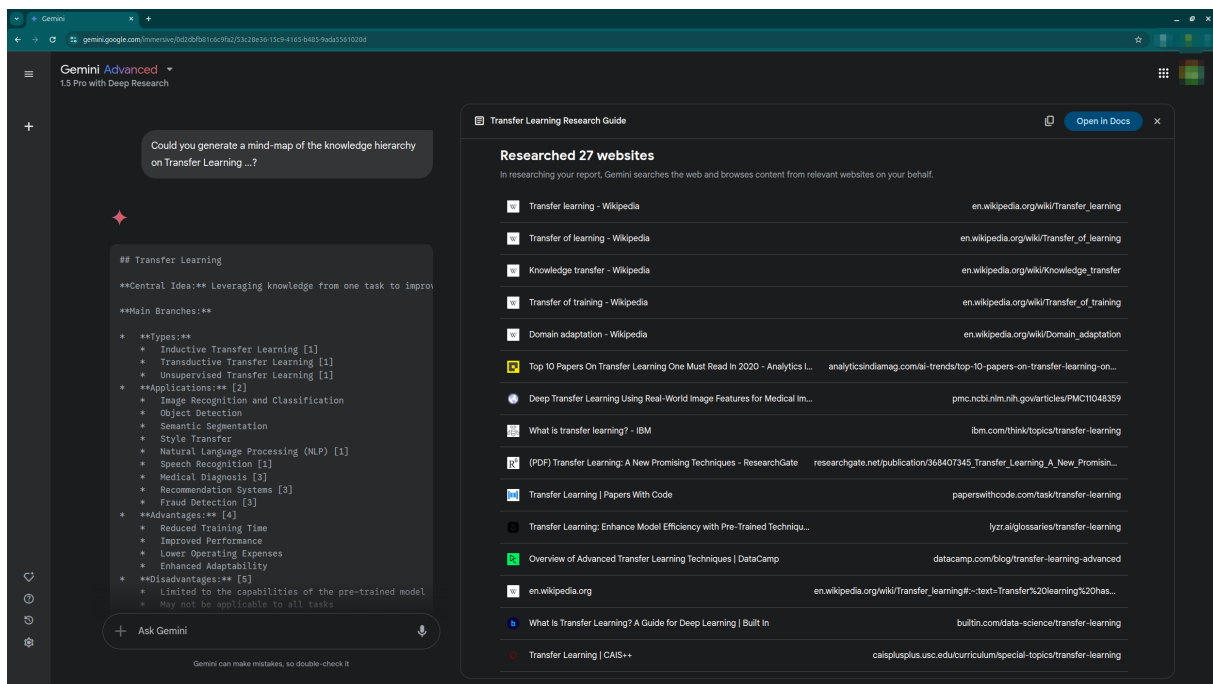 Gemini
gemini.google.com/immersive/0d2dbfb81c6c9fa2/53c28e36-15c9-4165-b485-9ada5561020d
Gemini Advanced
1.5 Pro with Deep Research
Could you generate a mind-map of the knowledge hierarchy
on Transfer Learning ...?
## Transfer Learning
**Central Idea:** Leveraging knowledge from one task to improv
**Main Branches:**
* **Types:**
* Inductive Transfer Learning [1]
* Transductive Transfer Learning [1]
* Unsupervised Transfer Learning [1]
* **Applications:** [2]
* Image Recognition and Classification
* Object Detection
* Semantic Segmentation
* Style Transfer
* Natural Language Processing (NLP) [1]
* Speech Recognition [1]
* Medical Diagnosis [3]
* Recommendation Systems [3]
* Fraud Detection [3]
* **Advantages:** [4]
* Reduced Training Time
* Improved Performance
* Lower Operating Expenses
* Enhanced Adaptability
* **Disadvantages:** [5]
* Limited to the capabilities of the pre-trained model
* May not be applicable to all tasks
Ask Gemini
Gemini can make mistakes, so double-check it
Transfer Learning Research Guide
Open in Docs
Researched 27 websites
In researching your report, Gemini searches the web and browses content from relevant websites on your behalf.
Transfer learning - Wikipedia en.wikipedia.org/wiki/Transfer_learning
Transfer of learning - Wikipedia en.wikipedia.org/wiki/Transfer_of_learning
Knowledge transfer - Wikipedia en.wikipedia.org/wiki/Knowledge_transfer
Transfer of training - Wikipedia en.wikipedia.org/wiki/Transfer_of_training
Domain adaptation - Wikipedia en.wikipedia.org/wiki/Domain_adaptation
Top 10 Papers On Transfer Learning One Must Read In 2020 - Analytics I... analyticsindiamag.com/ai-trends/top-10-papers-on-transfer-learning-on...
Deep Transfer Learning Using Real-World Image Features for Medical Im... pmc.ncbi.nlm.nih.gov/articles/PMC11048359
What is transfer learning? - IBM ibm.com/think/topics/transfer-learning
(PDF) Transfer Learning: A New Promising Techniques - ResearchGate researchgate.net/publication/368407345_Transfer_Learning_A_New_Promisin...
Transfer Learning | Papers With Code paperswithcode.com/task/transfer-learning
Transfer Learning: Enhance Model Efficiency with Pre-Trained Techniqu... lyzr.ai/glossaries/transfer-learning
Overview of Advanced Transfer Learning Techniques | DataCamp datacamp.com/blog/transfer-learning-advanced
en.wikipedia.org en.wikipedia.org/wiki/Transfer_learning#:~:text=Transfer%20learning%20has...
What Is Transfer Learning? A Guide for Deep Learning | Built In builtin.com/data-science/transfer-learning
Transfer Learning | CAIS++ caisplusplus.usc.edu/curriculum/special-topics/transfer-learning